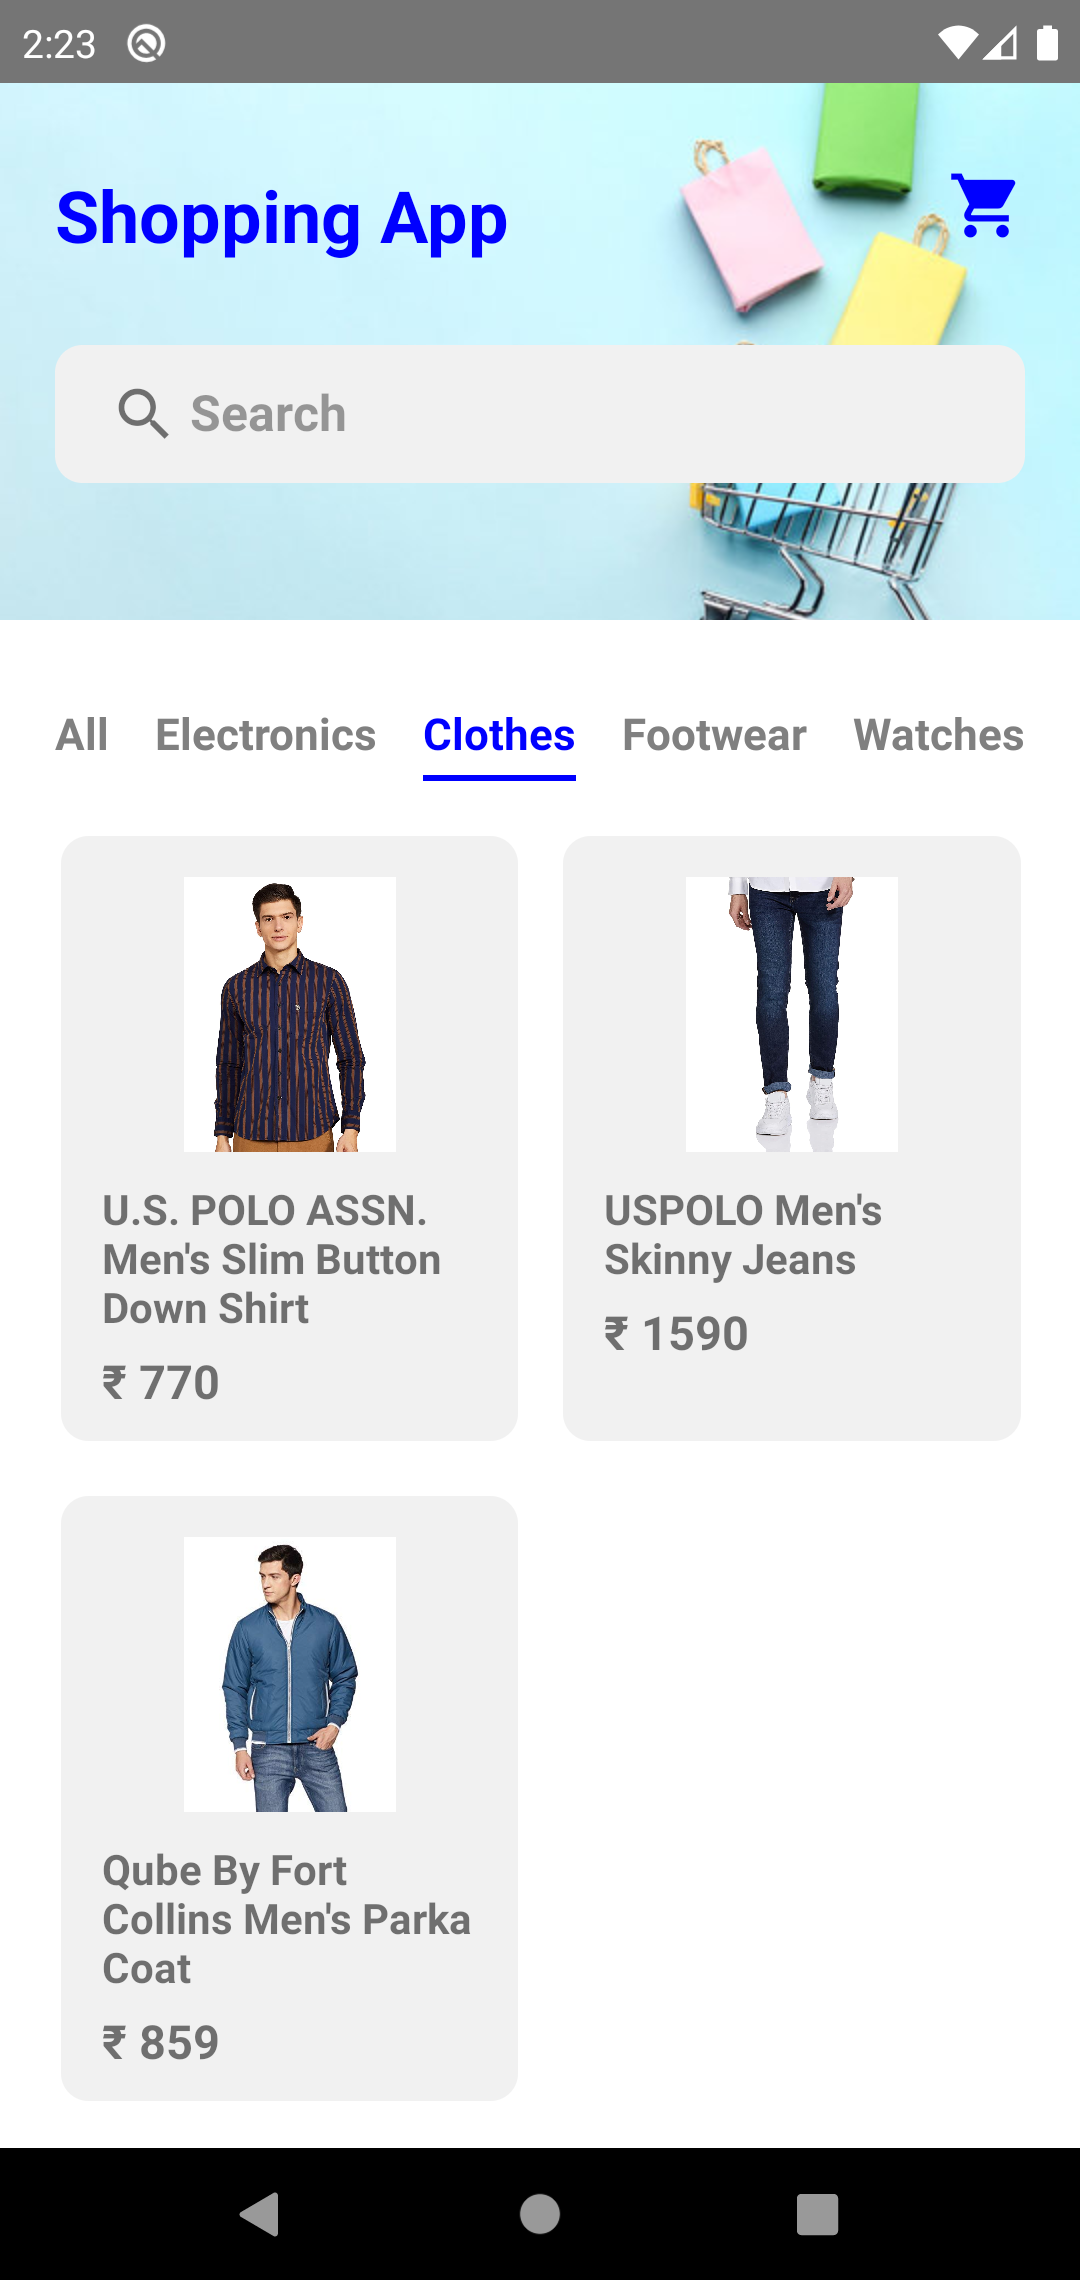 2:23
Shopping App
Search
All Electronics Clothes Footwear Watches
U.S. POLO ASSN.
Men's Slim Button
Down Shirt
₹ 770
USPOLO Men's
Skinny Jeans
₹ 1590
Qube By Fort
Collins Men's Parka
Coat
₹ 859